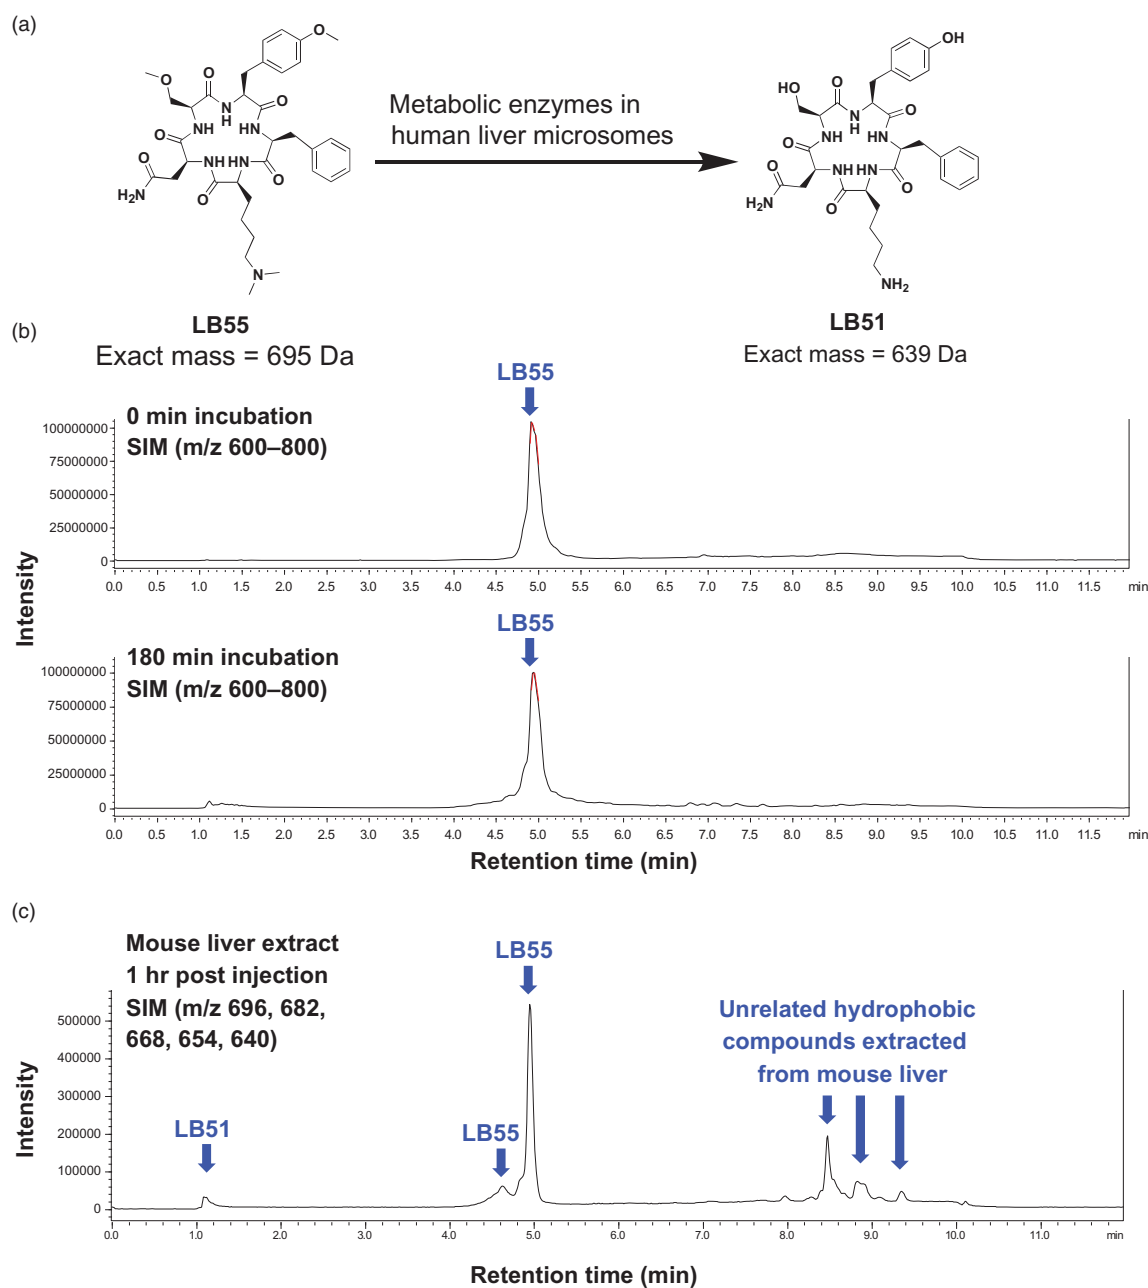 (a)
O
O
O
O
N
H
O
NH
HN
O
NH
HN
O
O
O
H₂N
N
Metabolic enzymes in
human liver microsomes
OH
HO
O
N
H
O
NH
HN
O
NH
HN
O
O
O
H₂N
NH₂
(b)
LB55
Exact mass = 695 Da
LB51
Exact mass = 639 Da
LB55
0 min incubation
SIM (m/z 600–800)
100000000
75000000
50000000
25000000
0
0.0 0.5 1.0 1.5 2.0 2.5 3.0 3.5 4.0 4.5 5.0 5.5 6.0 6.5 7.0 7.5 8.0 8.5 9.0 9.5 10.0 10.5 11.0 11.5 min
Intensity
LB55
180 min incubation
SIM (m/z 600–800)
100000000
75000000
50000000
25000000
0
0.0 0.5 1.0 1.5 2.0 2.5 3.0 3.5 4.0 4.5 5.0 5.5 6.0 6.5 7.0 7.5 8.0 8.5 9.0 9.5 10.0 10.5 11.0 11.5 min
Retention time (min)
(c)
Mouse liver extract
1 hr post injection
SIM (m/z 696, 682,
668, 654, 640)
LB55
Unrelated hydrophobic
compounds extracted
from mouse liver
LB51
LB55
500000
400000
300000
200000
100000
0
Intensity
0.0 1.0 2.0 3.0 4.0 5.0 6.0 7.0 8.0 9.0 10.0 11.0 min
Retention time (min)